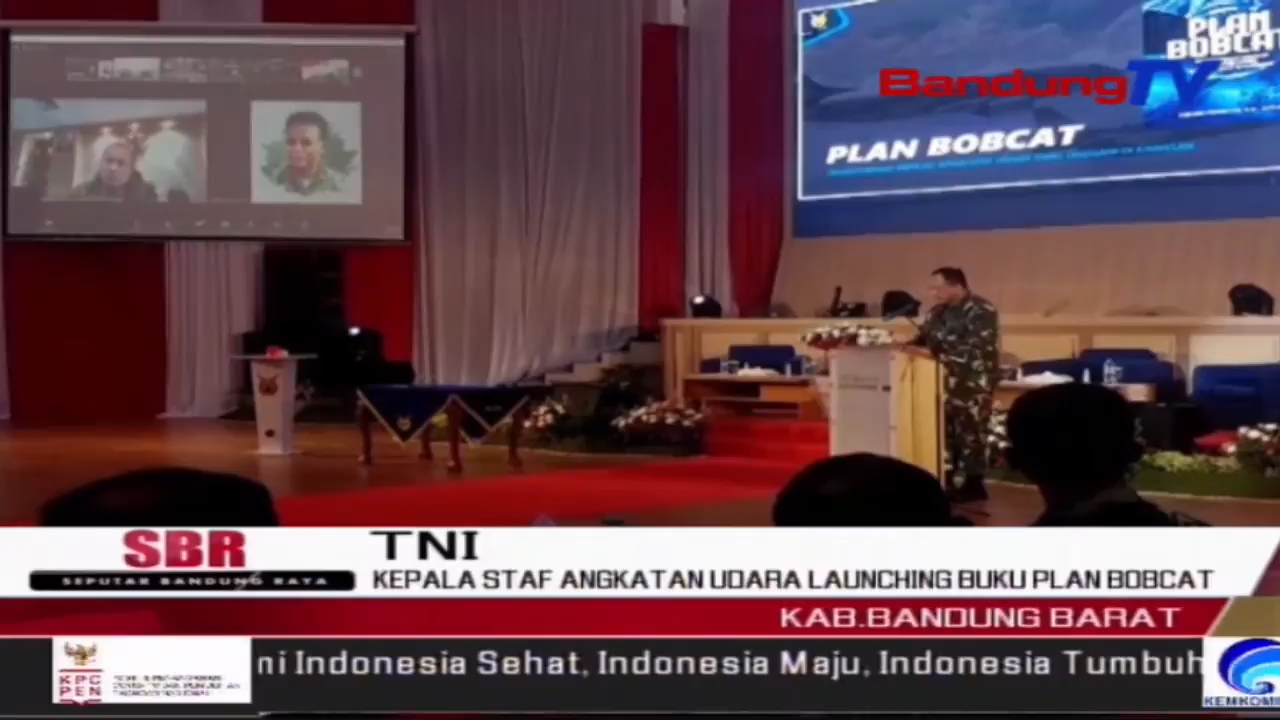 PLAN
BOBCAT
BandungTV
PLAN BOBCAT
SBR
SEPUTAR BANDUNG RAYA
TNI
KEPALA STAF ANGKATAN UDARA LAUNCHING BUKU PLAN BOBCAT
KAB.BANDUNG BARAT
KPC
PEN
ni Indonesia Sehat, Indonesia Maju. Indonesia Tumbuh
KEMKOMI